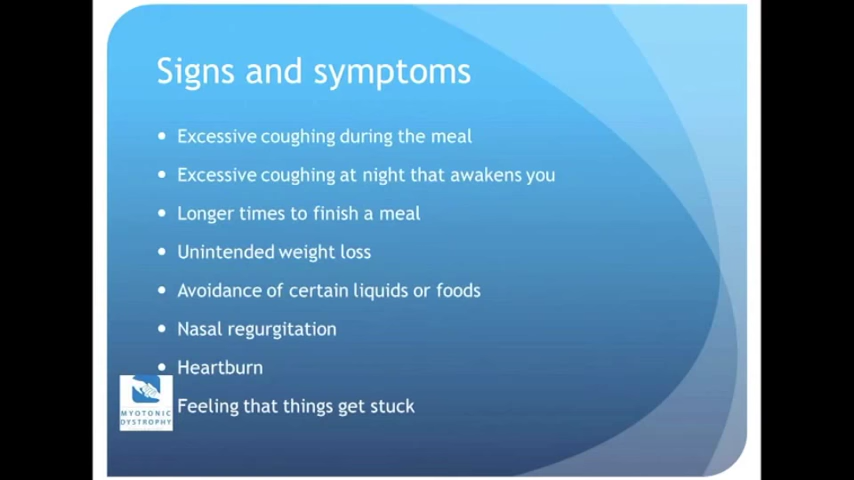 Signs and symptoms
Excessive coughing during the meal
Excessive coughing at night that awakens you
Longer times to finish a meal
Unintended weight loss
Avoidance of certain liquids or foods
Nasal regurgitation
Heartburn
Feeling that things get stuck
MYOTONIC
DYSTROPHY